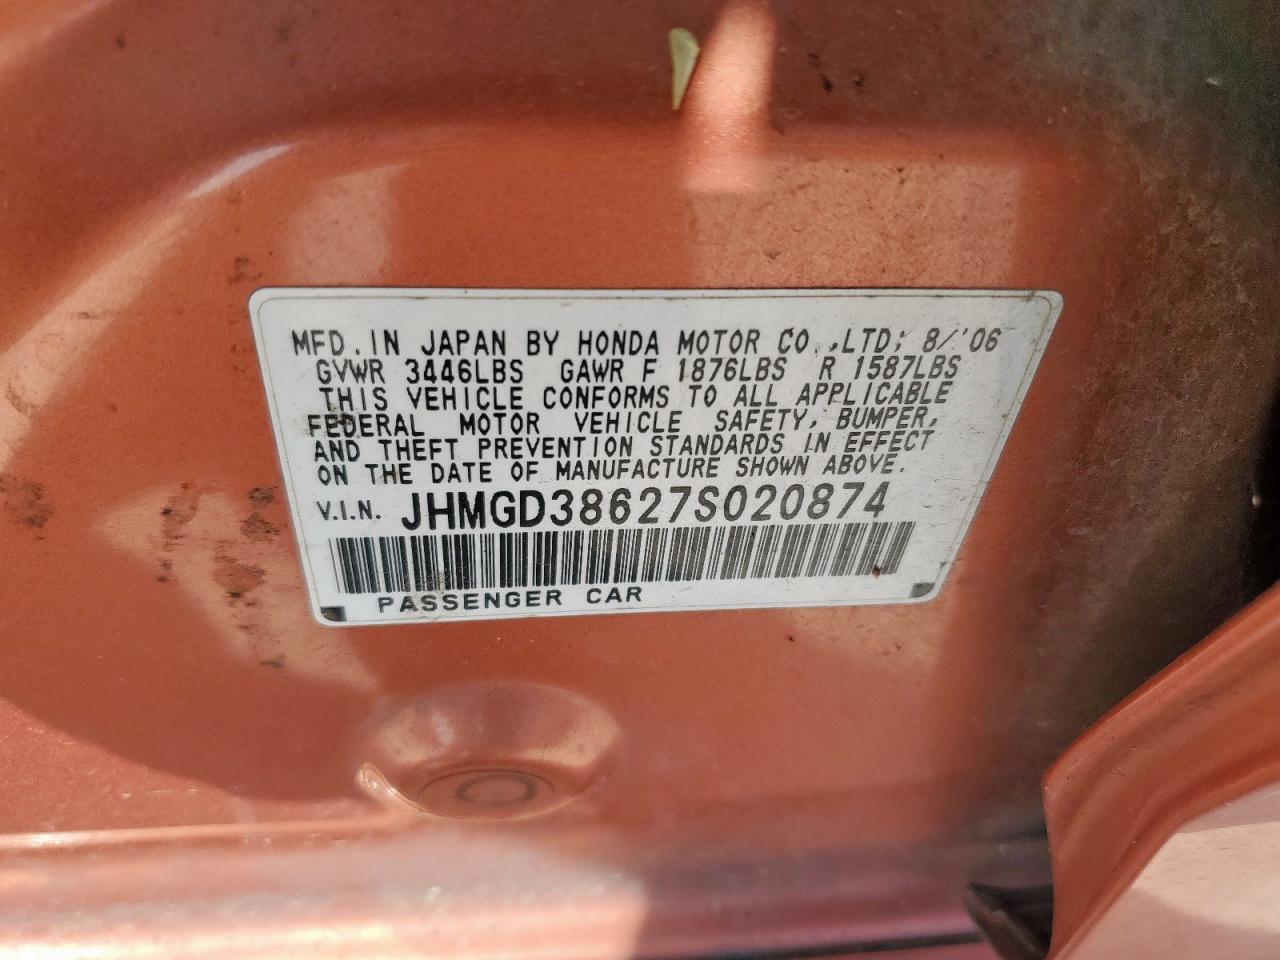 MFD. IN JAPAN BY HONDA MOTOR CO.,LTD; 8/'06
GVWR 3446LBS GAWR F 1876LBS R 1587LBS
THIS VEHICLE CONFORMS TO ALL APPLICABLE
FEDERAL MOTOR VEHICLE SAFETY, BUMPER,
AND THEFT PREVENTION STANDARDS IN EFFECT
ON THE DATE OF MANUFACTURE SHOWN ABOVE.
V.I.N. JHMGD38627S020874
PASSENGER CAR